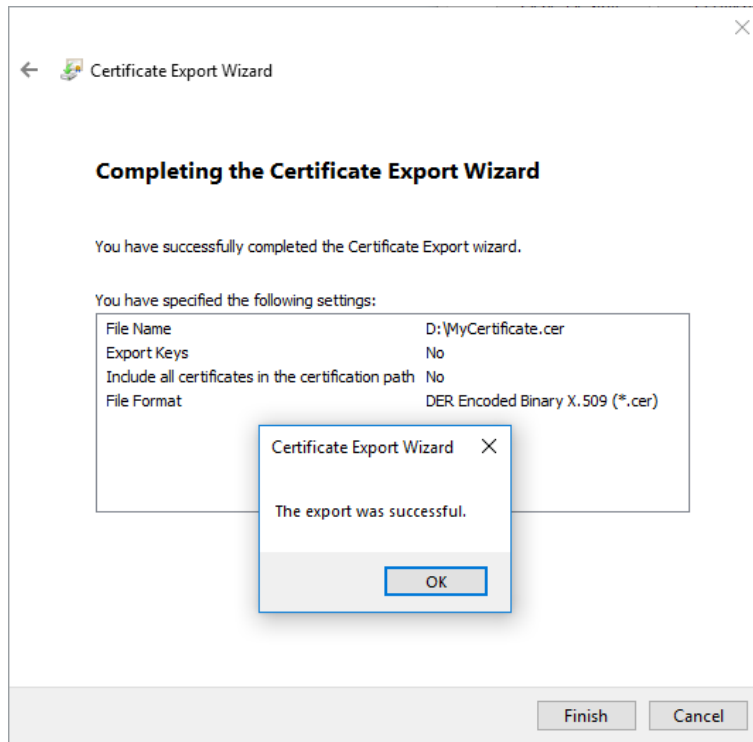 Certificate Export Wizard
Completing the Certificate Export Wizard
You have successfully completed the Certificate Export wizard.
You have specified the following settings:
File Name D:\MyCertificate.cer
Export Keys No
Include all certificates in the certification path No
File Format DER Encoded Binary X.509 (*.cer)
Certificate Export Wizard
The export was successful.
OK
Finish Cancel